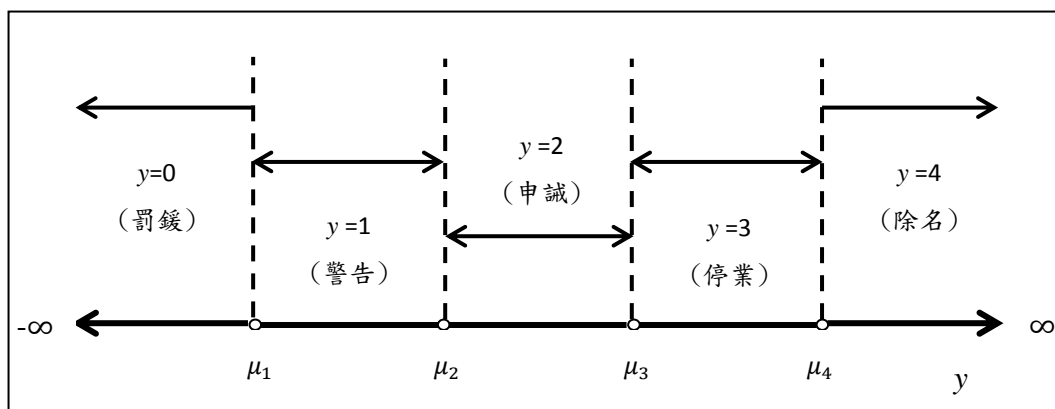 y=0
（罰鍰）
y =1
（警告）
y =2
（申誡）
y =3
（停業）
y =4
（除名）
-∞
∞
μ₁
μ₂
μ₃
μ₄
y